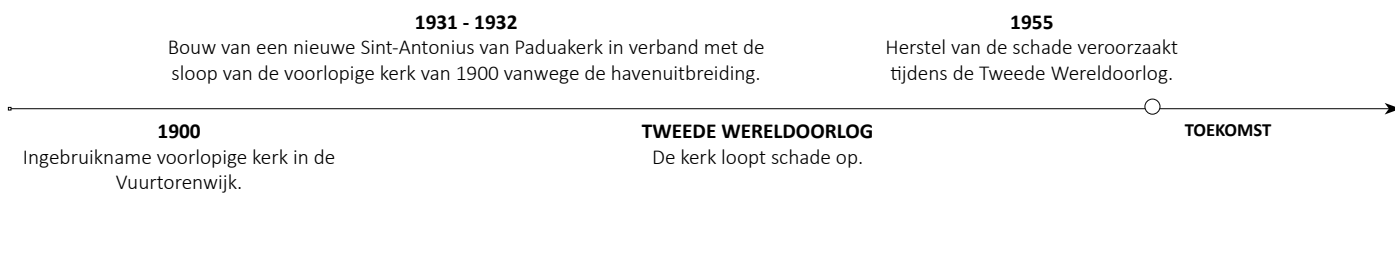 1931 - 1932
Bouw van een nieuwe Sint-Antonius van Paduakerk in verband met de
sloop van de voorlopige kerk van 1900 vanwege de havenuitbreiding.
1955
Herstel van de schade veroorzaakt
tijdens de Tweede Wereldoorlog.
1900
Ingebruikname voorlopige kerk in de
Vuurtorenwijk.
TWEEDE WERELDOORLOG
De kerk loopt schade op.
TOEKOMST